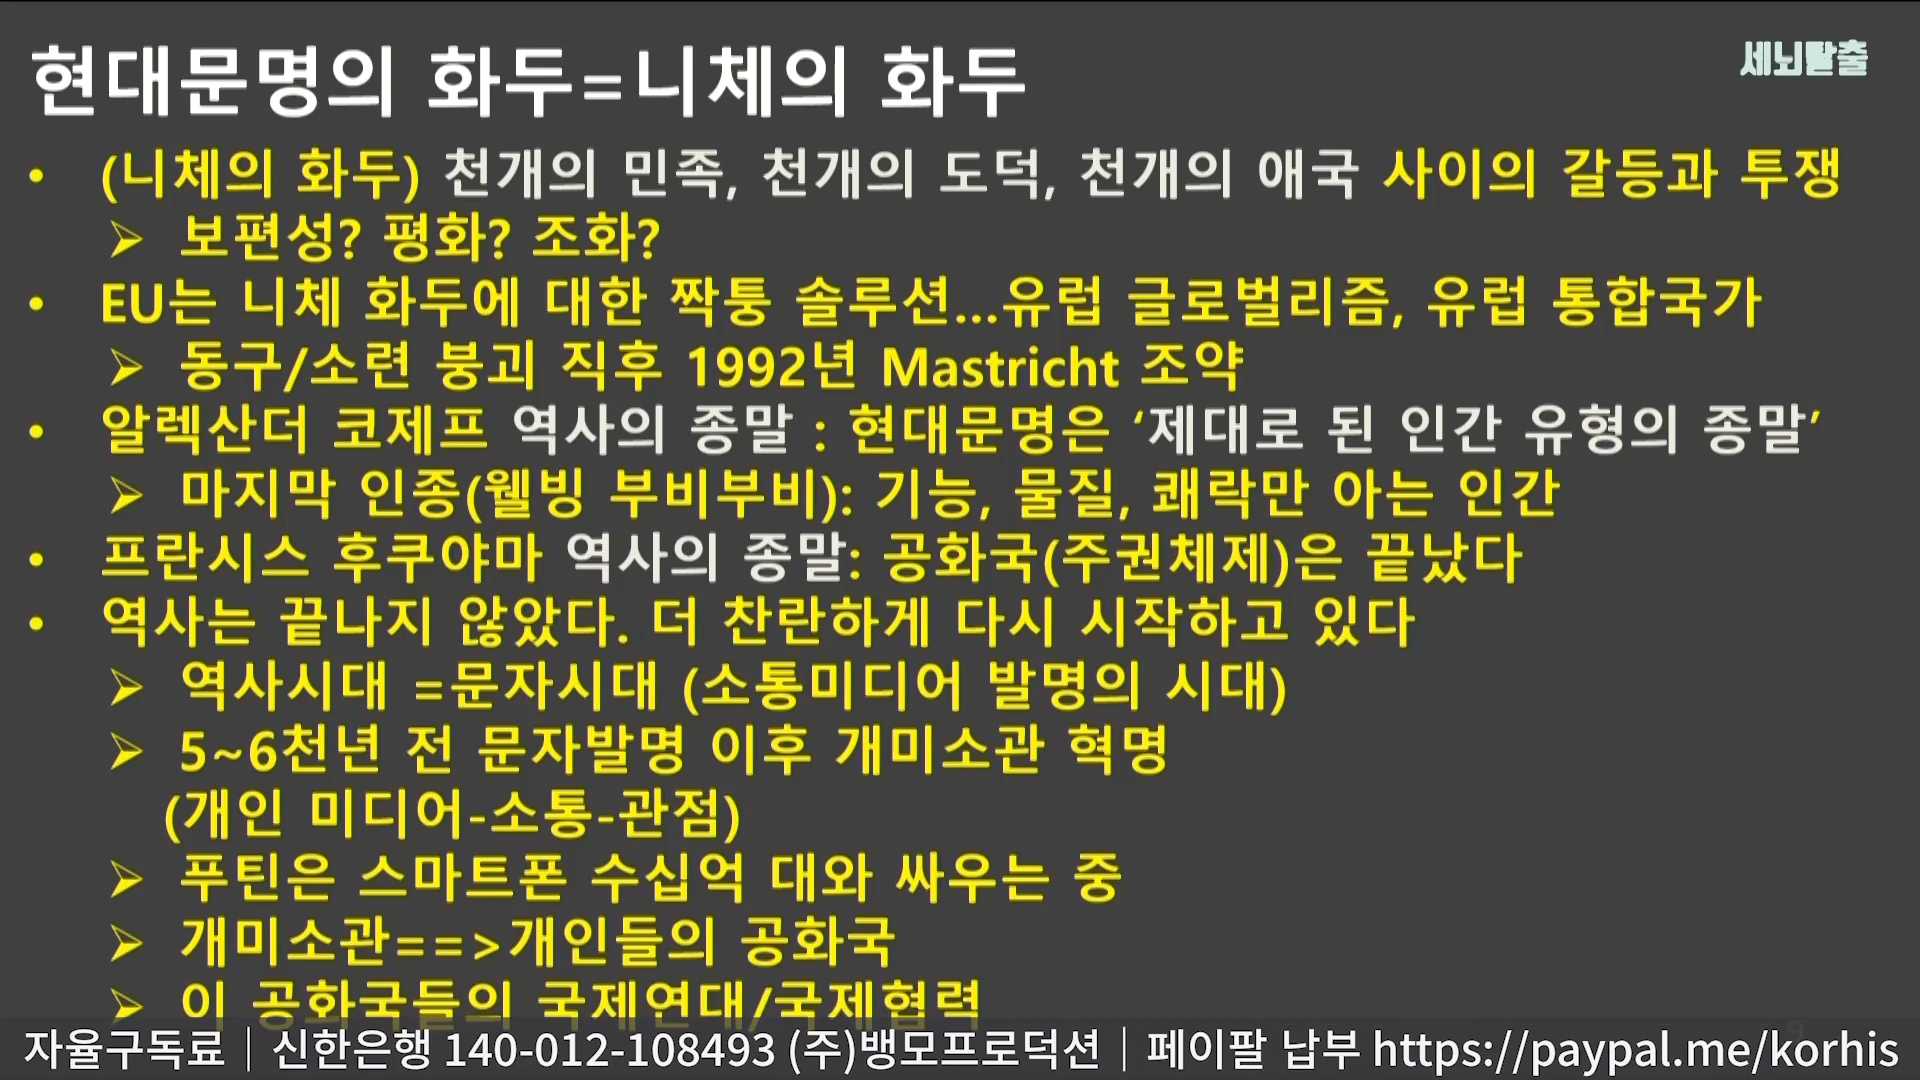 현대문명의 화두=니체의 화두
세뇌탈출
• (니체의 화두) 천개의 민족, 천개의 도덕, 천개의 애국 사이의 갈등과 투쟁
➢ 보편성? 평화? 조화?
• EU는 니체 화두에 대한 짝퉁 솔루션...유럽 글로벌리즘, 유럽 통합국가
➢ 동구/소련 붕괴 직후 1992년 Mastricht 조약
• 알렉산더 코제프 역사의 종말 : 현대문명은 ‘제대로 된 인간 유형의 종말’
➢ 마지막 인종(웰빙 부비부비): 기능, 물질, 쾌락만 아는 인간
• 프란시스 후쿠야마 역사의 종말: 공화국(주권체제)은 끝났다
• 역사는 끝나지 않았다. 더 찬란하게 다시 시작하고 있다
➢ 역사시대 =문자시대 (소통미디어 발명의 시대)
➢ 5~6천년 전 문자발명 이후 개미소관 혁명
(개인 미디어-소통-관점)
➢ 푸틴은 스마트폰 수십억 대와 싸우는 중
➢ 개미소관==>개인들의 공화국
➢ 이 공화국들의 국제연대/국제협력
자율구독료｜신한은행 140-012-108493 (주)뱅모프로덕션｜페이팔 납부 https://paypal.me/korhis